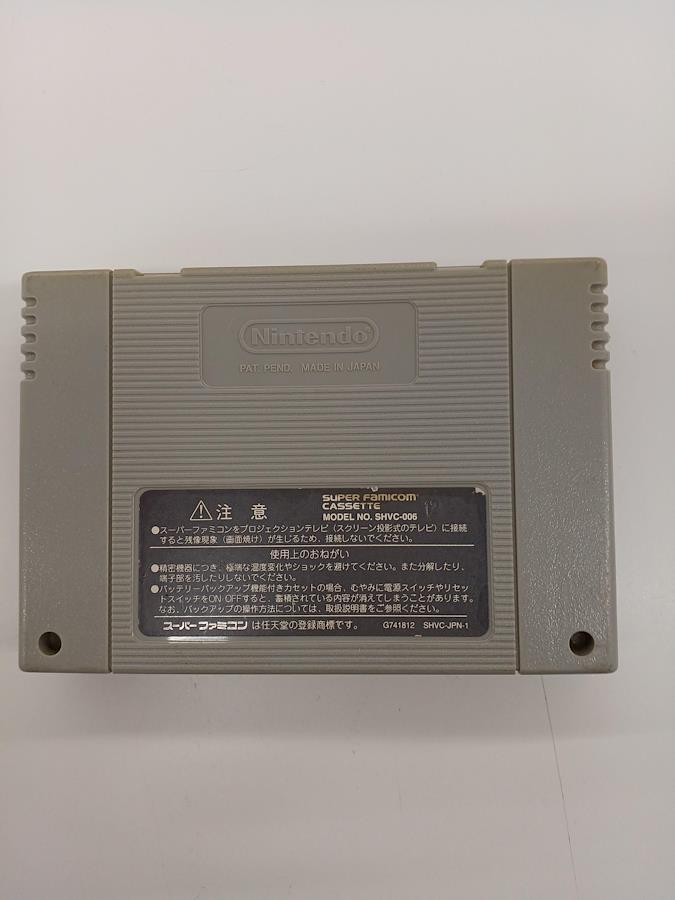 Nintendo®
PAT. PEND. MADE IN JAPAN
⚠注意
SUPER FAMICOM
CASSETTE
MODEL NO. SHVC-006
●スーパーファミコンをプロジェクションテレビ（スクリーン投影式のテレビ）に接続
すると残像現象（画面焼け）が生じるため、接続しないでください。
使用上のおねがい
●精密機器につき、極端な温度変化やショックを避けてください。また分解したり、
端子部を汚したりしないでください。
●バッテリーバックアップ機能付きカセットの場合、むやみに電源スイッチやリセッ
トスイッチをON・OFFすると、蓄積されている内容が消えてしまうことがあります。
なお、バックアップの操作方法については、取扱説明書をご参照ください。
スーパーファミコン は任天堂の登録商標です。 G741812 SHVC-JPN-1